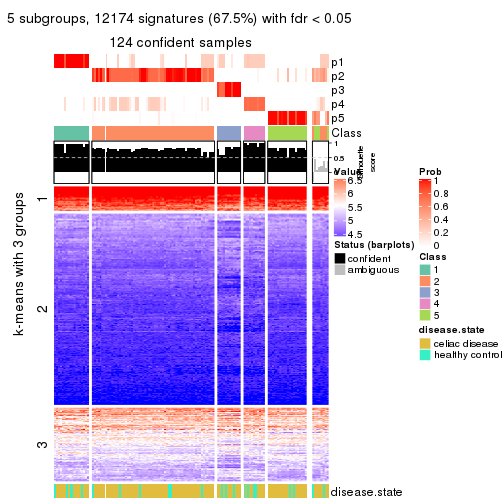 5 subgroups, 12174 signatures (67.5%) with fdr < 0.05
124 confident samples
p1
p2
p3
p4
p5
Class
1
0.5
0
silhouette
score
k-means with 3 groups
1
2
3
disease.state
Value
6.5
6
5.5
5
4.5
Status (barplots)
confident
ambiguous
Prob
1
0.8
0.6
0.4
0.2
0
Class
1
2
3
4
5
disease.state
celiac disease
healthy control